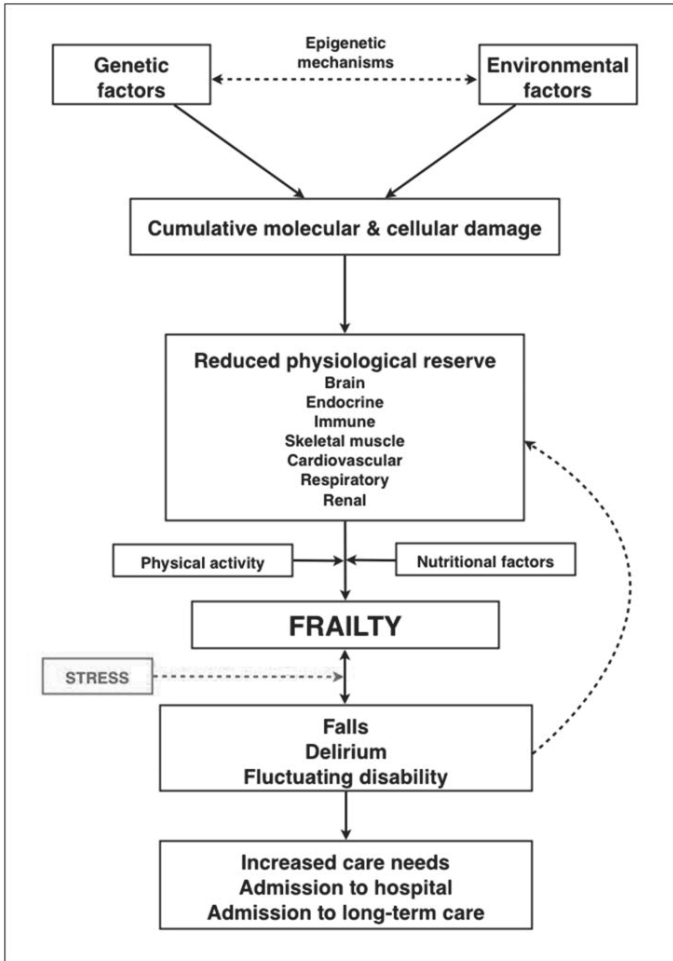 Epigenetic
mechanisms
Genetic
factors
Environmental
factors
Cumulative molecular & cellular damage
Reduced physiological reserve
Brain
Endocrine
Immune
Skeletal muscle
Cardiovascular
Respiratory
Renal
Physical activity
Nutritional factors
FRAILTY
STRESS
Falls
Delirium
Fluctuating disability
Increased care needs
Admission to hospital
Admission to long-term care